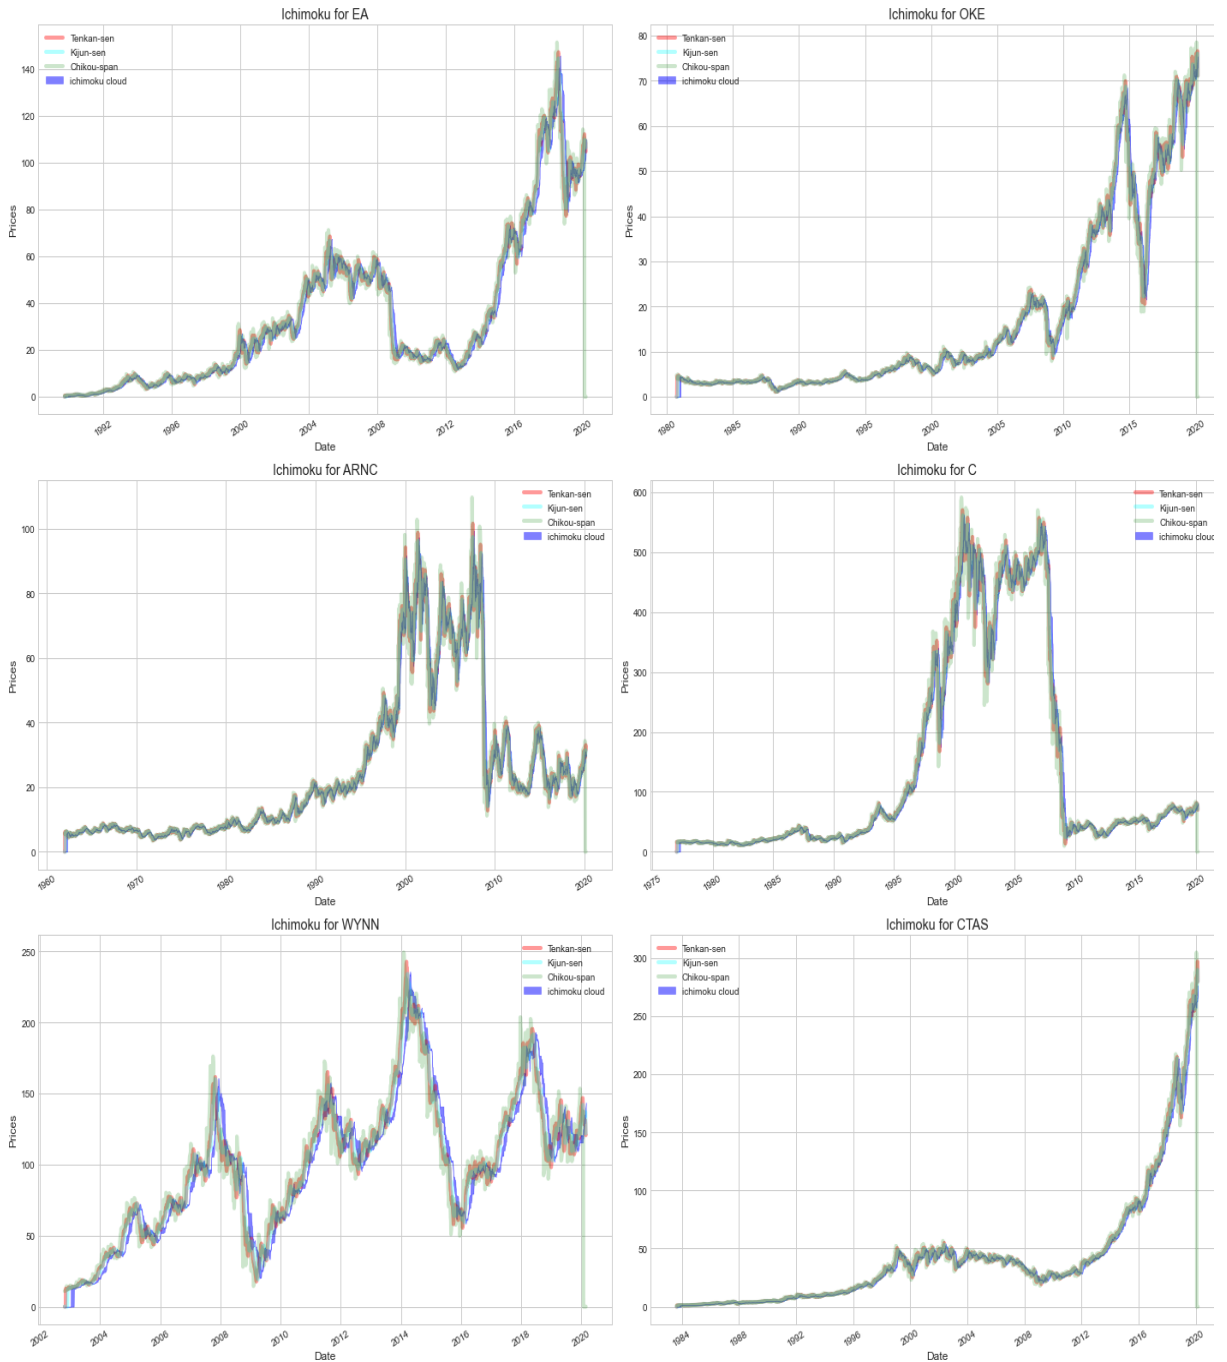 Ichimoku for EA
Tenkan-sen
Kijun-sen
Chikou-span
ichimoku cloud
140
120
100
80
60
40
20
0
Prices
1992
1996
2000
2004
2008
2012
2016
2020
Date
Ichimoku for OKE
Tenkan-sen
Kijun-sen
Chikou-span
ichimoku cloud
80
70
60
50
40
30
20
10
0
Prices
1980
1985
1990
1995
2000
2005
2010
2015
2020
Date
Ichimoku for ARNC
Tenkan-sen
Kijun-sen
Chikou-span
ichimoku cloud
100
80
60
40
20
0
Prices
1960
1970
1980
1990
2000
2010
2020
Date
Ichimoku for C
Tenkan-sen
Kijun-sen
Chikou-span
ichimoku cloud
600
500
400
300
200
100
0
Prices
1975
1980
1985
1990
1995
2000
2005
2010
2015
2020
Date
Ichimoku for WYNN
Tenkan-sen
Kijun-sen
Chikou-span
ichimoku cloud
250
200
150
100
50
0
Prices
2002
2004
2006
2008
2010
2012
2014
2016
2018
2020
Date
Ichimoku for CTAS
Tenkan-sen
Kijun-sen
Chikou-span
ichimoku cloud
300
250
200
150
100
50
0
Prices
1984
1988
1992
1996
2000
2004
2008
2012
2016
2020
Date